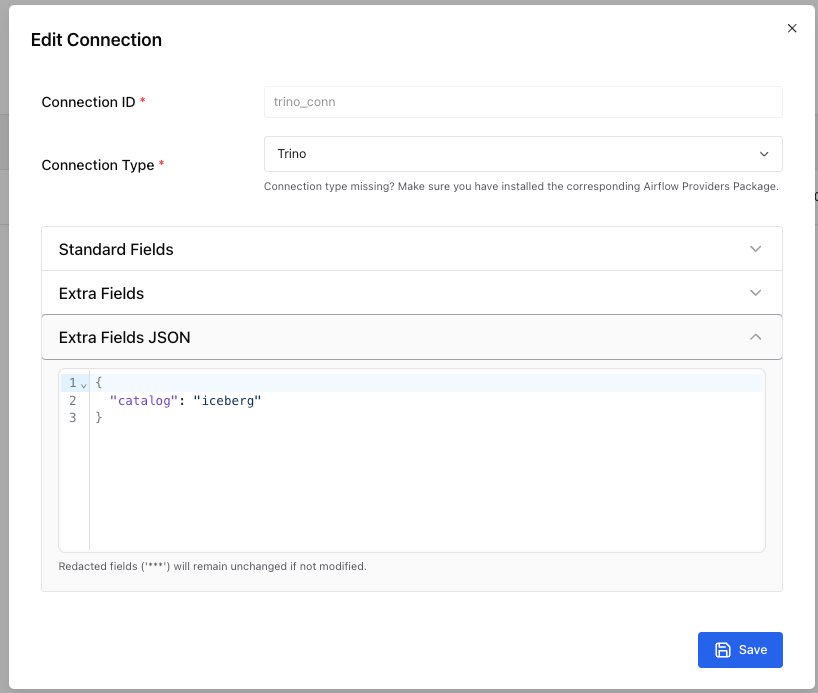 Edit Connection
Connection ID *
trino_conn
Connection Type *
Trino
Connection type missing? Make sure you have installed the corresponding Airflow Providers Package.
Standard Fields
Extra Fields
Extra Fields JSON
1 {
2 "catalog": "iceberg"
3 }
Redacted fields ('***') will remain unchanged if not modified.
Save